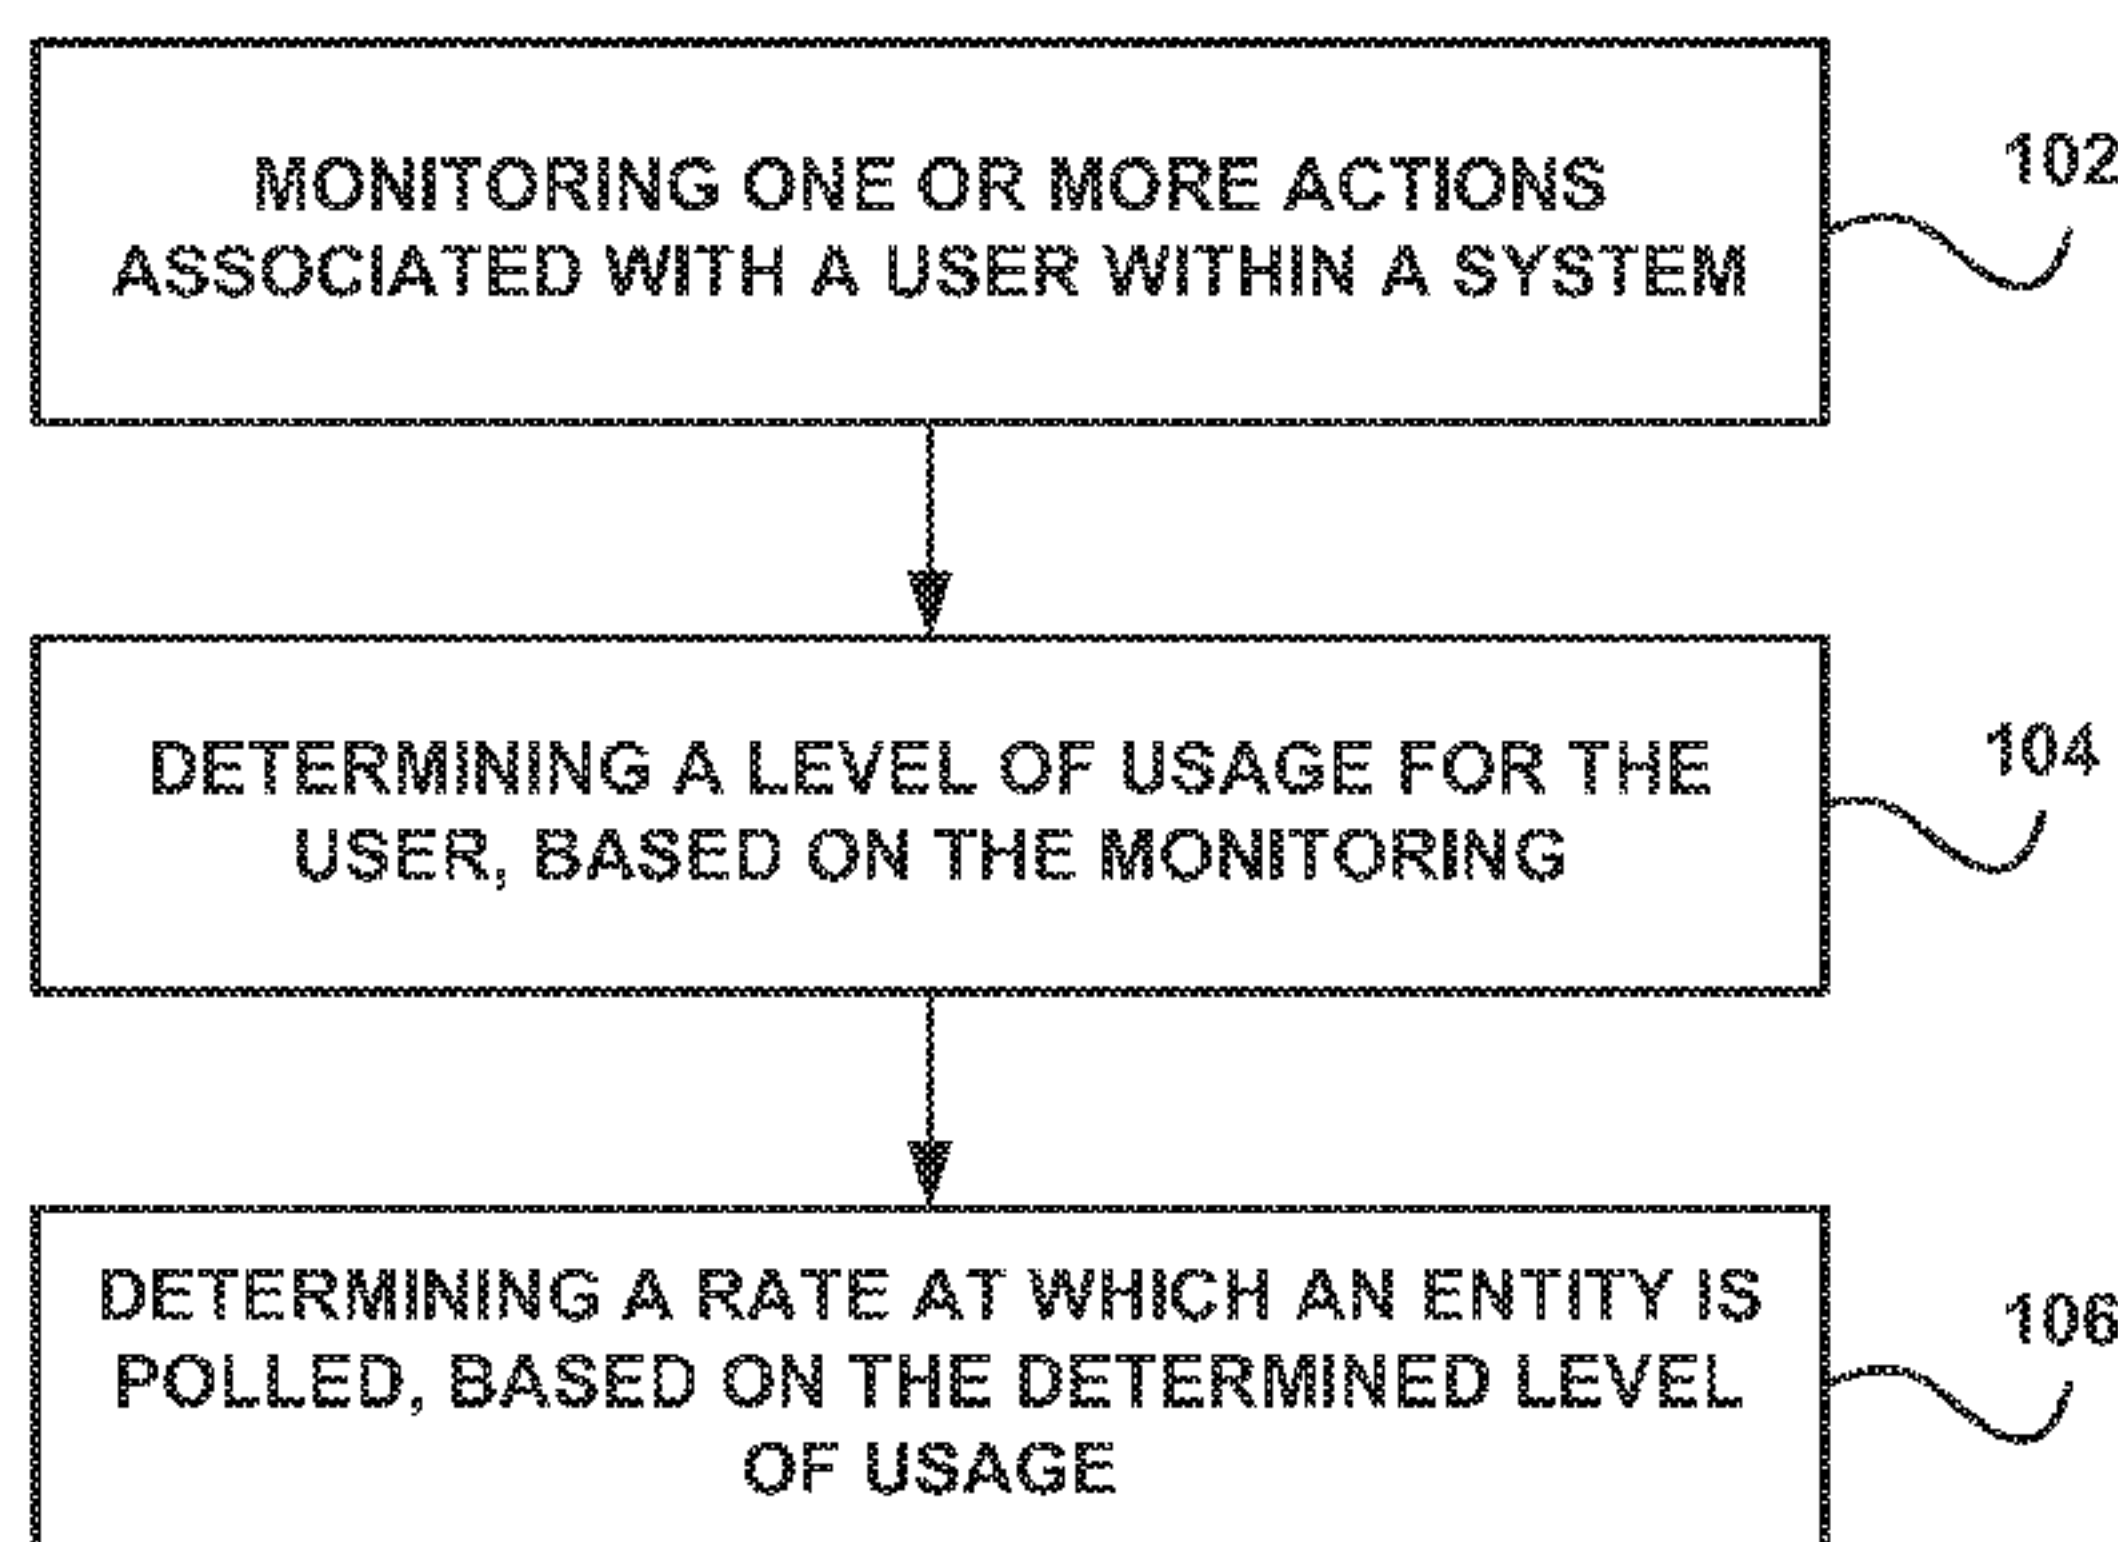 MONITORING ONE OR MORE ACTIONS
ASSOCIATED WITH A USER WITHIN A SYSTEM
102
DETERMINING A LEVEL OF USAGE FOR THE
USER, BASED ON THE MONITORING
104
DETERMINING A RATE AT WHICH AN ENTITY IS
POLLED, BASED ON THE DETERMINED LEVEL
OF USAGE
106